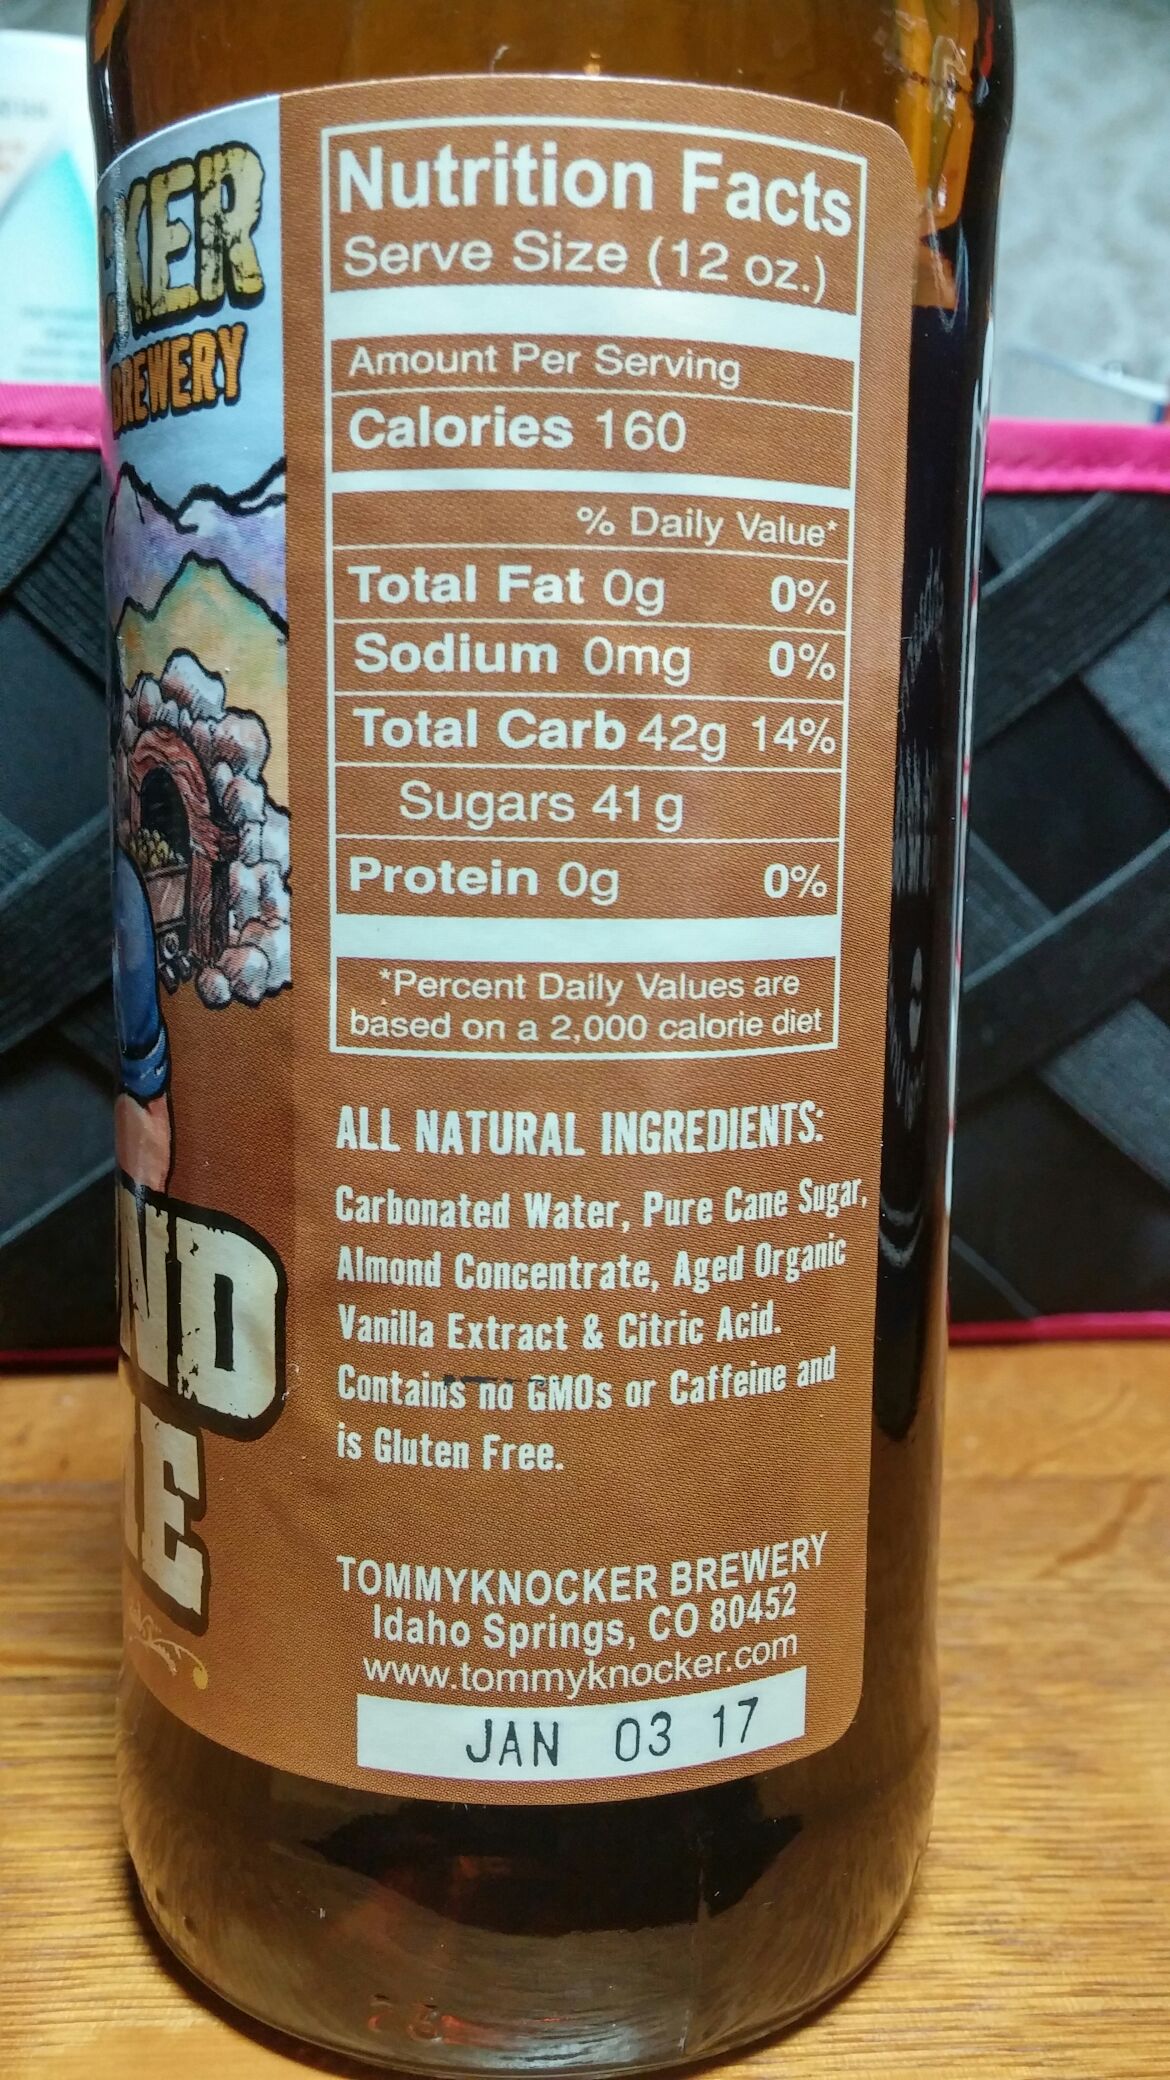 KER
BREWERY
ND
LE
Nutrition Facts
Serve Size (12 oz.)
Amount Per Serving
Calories 160
% Daily Value*
Total Fat 0g 0%
Sodium 0mg 0%
Total Carb 42g 14%
Sugars 41g
Protein 0g 0%
*Percent Daily Values are
based on a 2,000 calorie diet
ALL NATURAL INGREDIENTS:
Carbonated Water, Pure Cane Sugar,
Almond Concentrate, Aged Organic
Vanilla Extract & Citric Acid.
Contains no GMOs or Caffeine and
is Gluten Free.
TOMMYKNOCKER BREWERY
Idaho Springs, CO 80452
www.tommyknocker.com
JAN 03 17